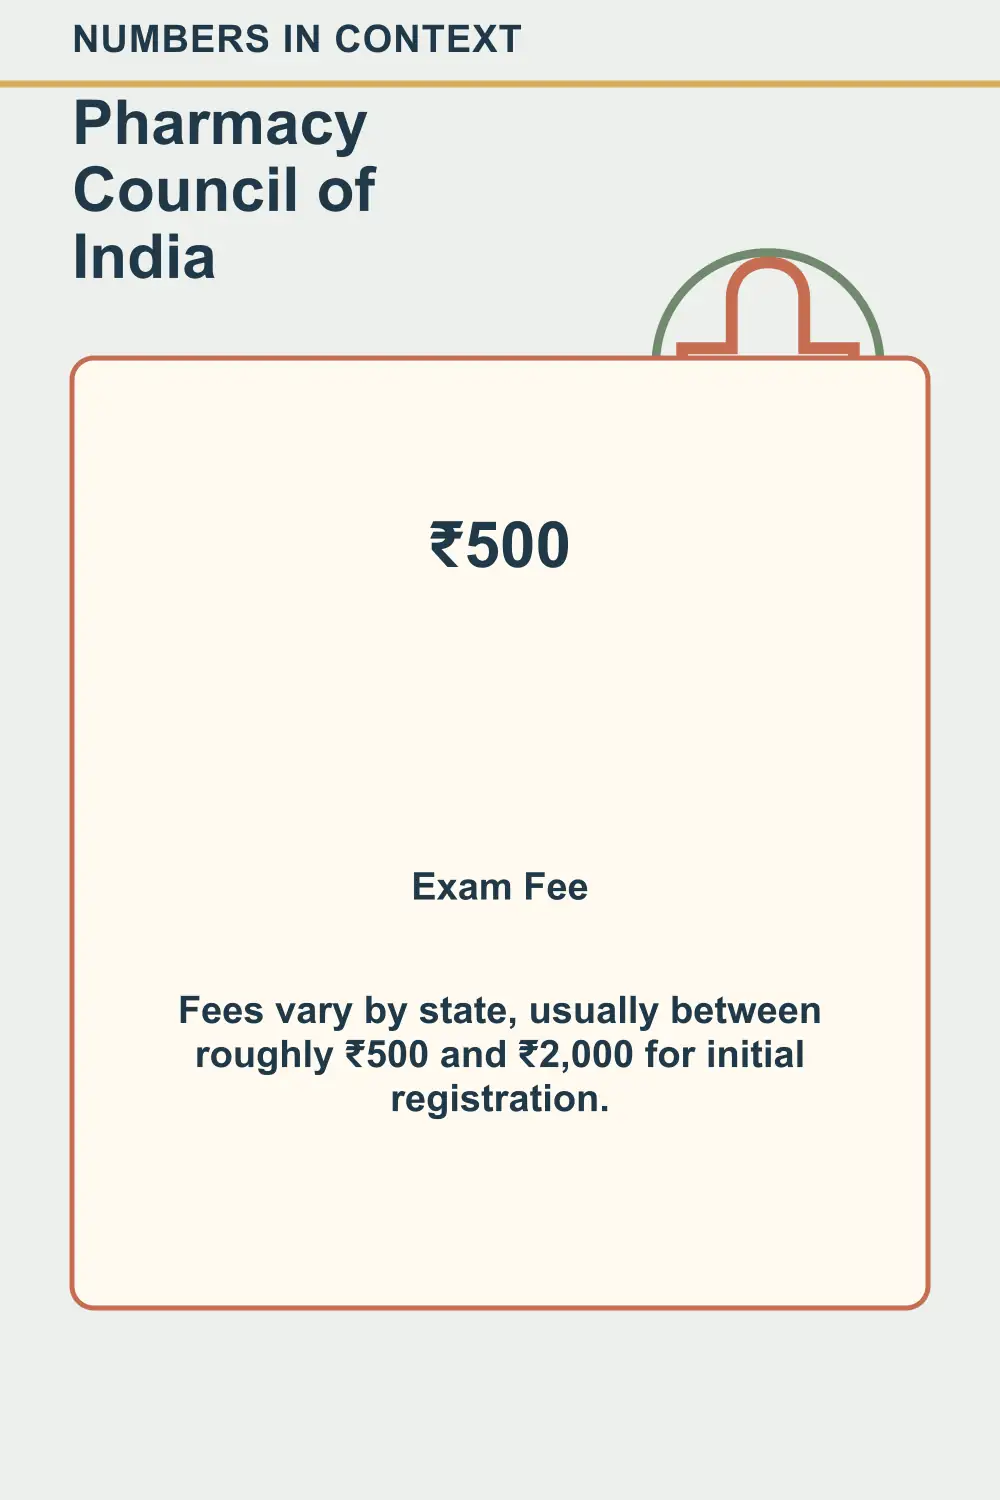 NUMBERS IN CONTEXT
Pharmacy
Council of
India
₹500
Exam Fee
Fees vary by state, usually between
roughly ₹500 and ₹2,000 for initial
registration.